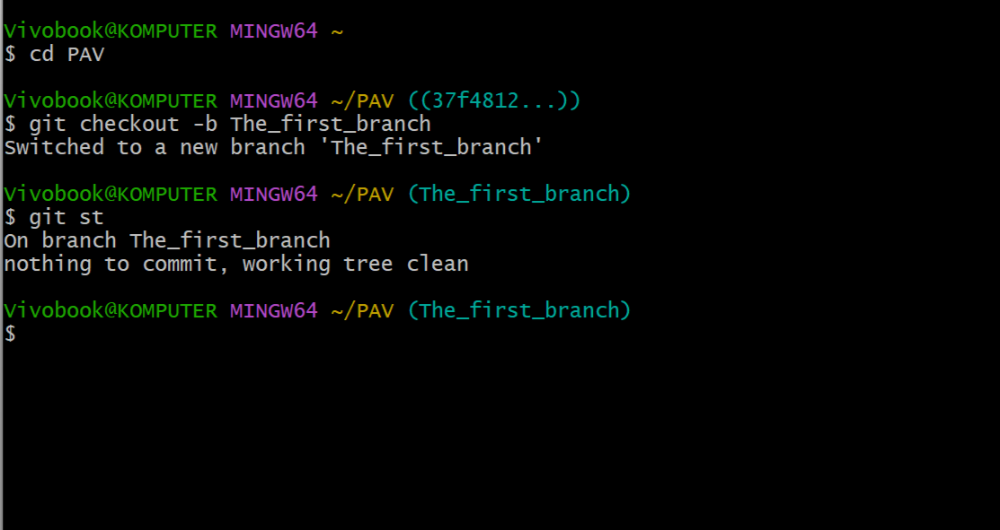 Vivobook@KOMPUTER MINGW64 ~
$ cd PAV
Vivobook@KOMPUTER MINGW64 ~/PAV ((37f4812...))
$ git checkout -b The_first_branch
Switched to a new branch 'The_first_branch'
Vivobook@KOMPUTER MINGW64 ~/PAV (The_first_branch)
$ git st
On branch The_first_branch
nothing to commit, working tree clean
Vivobook@KOMPUTER MINGW64 ~/PAV (The_first_branch)
$